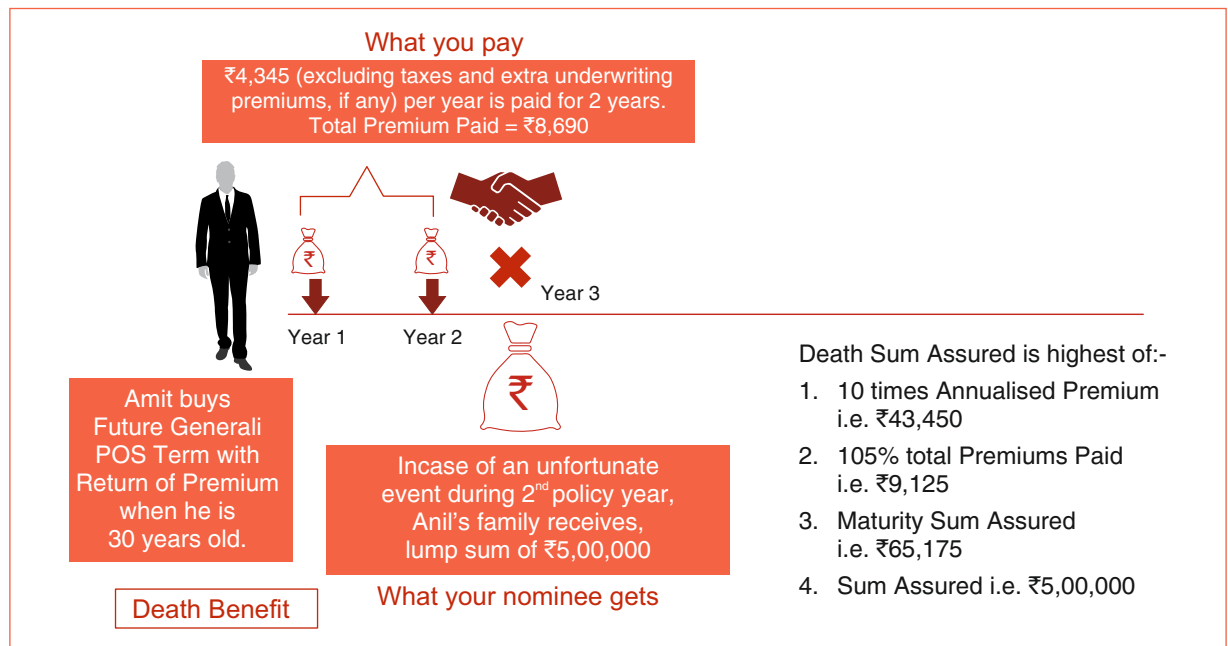 What you pay
₹4,345 (excluding taxes and extra underwriting
premiums, if any) per year is paid for 2 years.
Total Premium Paid = ₹8,690
₹
₹
Year 3
Year 1
Year 2
₹
Amit buys
Future Generali
POS Term with
Return of Premium
when he is
30 years old.
Incase of an unfortunate
event during 2nd policy year,
Anil's family receives,
lump sum of ₹5,00,000
What your nominee gets
Death Benefit
Death Sum Assured is highest of:-
1. 10 times Annualised Premium
i.e. ₹43,450
2. 105% total Premiums Paid
i.e. ₹9,125
3. Maturity Sum Assured
i.e. ₹65,175
4. Sum Assured i.e. ₹5,00,000